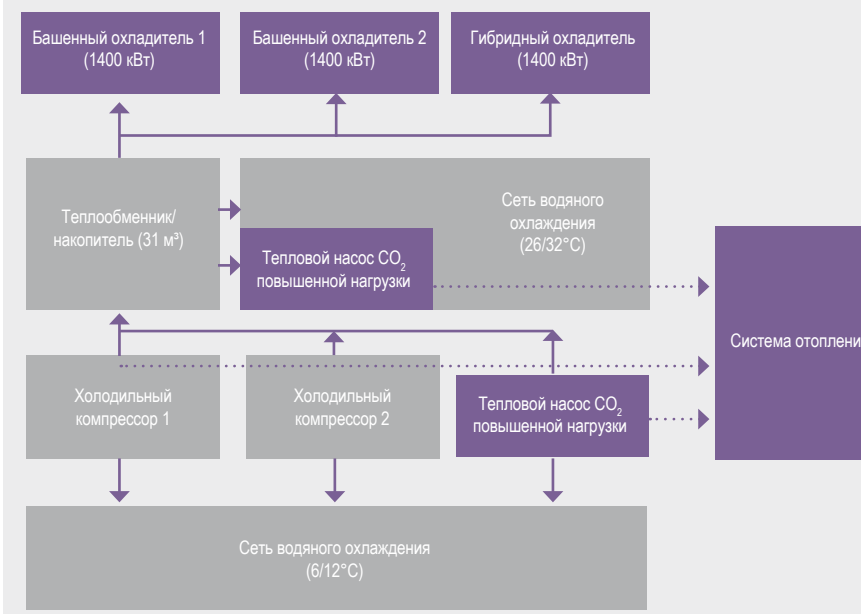 Башенный охладитель 1
(1400 кВт)
Башенный охладитель 2
(1400 кВт)
Гибридный охладитель
(1400 кВт)
Теплообменник/
накопитель (31 м³)
Сеть водяного
охлаждения
(26/32°C)
Тепловой насос CO₂
повышенной нагрузки
Система отоплени
Холодильный
компрессор 1
Холодильный
компрессор 2
Тепловой насос CO₂
повышенной нагрузки
Сеть водяного охлаждения
(6/12°C)